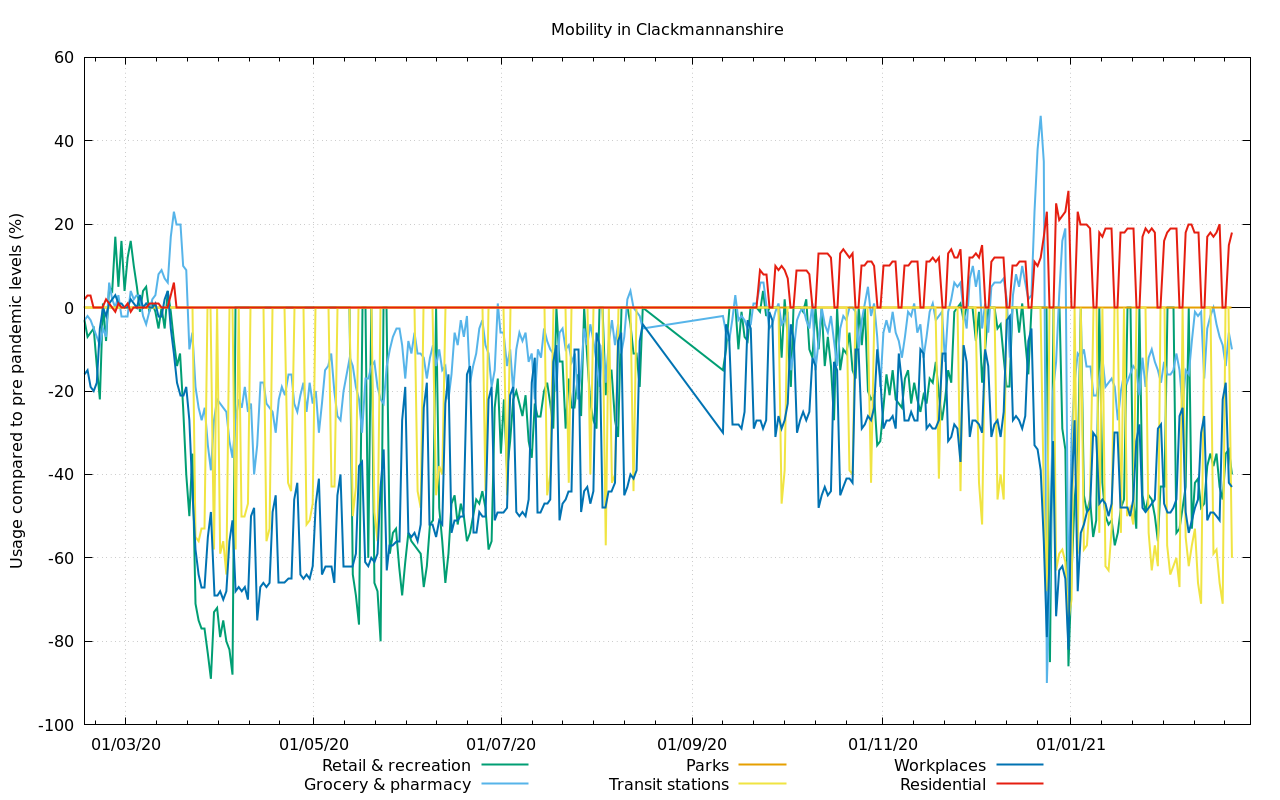 Mobility in Clackmannanshire
Usage compared to pre pandemic levels (%)
60
40
20
0
-20
-40
-60
-80
-100
01/03/20 01/05/20 01/07/20 01/09/20 01/11/20 01/01/21
Retail & recreation Parks Workplaces
Grocery & pharmacy Transit stations Residential